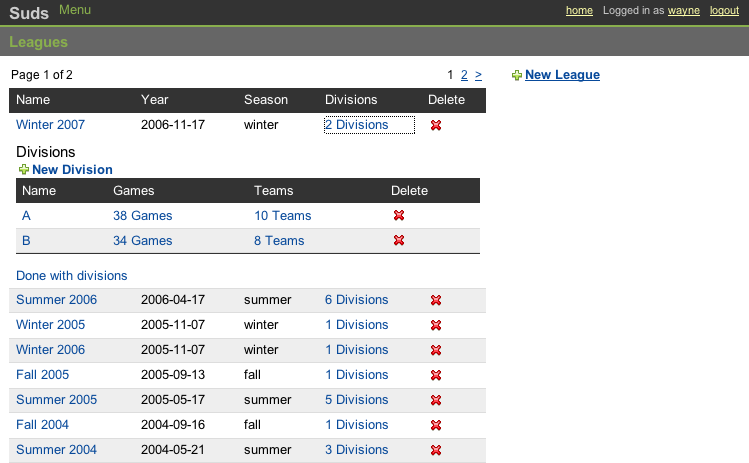 Suds Menu home Logged in as wayne logout
Leagues
Page 1 of 2 1 2 > New League
Name Year Season Divisions Delete
Winter 2007 2006-11-17 winter 2 Divisions
Divisions
New Division
Name Games Teams Delete
A 38 Games 10 Teams
B 34 Games 8 Teams
Done with divisions
Summer 2006 2006-04-17 summer 6 Divisions
Winter 2005 2005-11-07 winter 1 Divisions
Winter 2006 2005-11-07 winter 1 Divisions
Fall 2005 2005-09-13 fall 1 Divisions
Summer 2005 2005-05-17 summer 5 Divisions
Fall 2004 2004-09-16 fall 1 Divisions
Summer 2004 2004-05-21 summer 3 Divisions